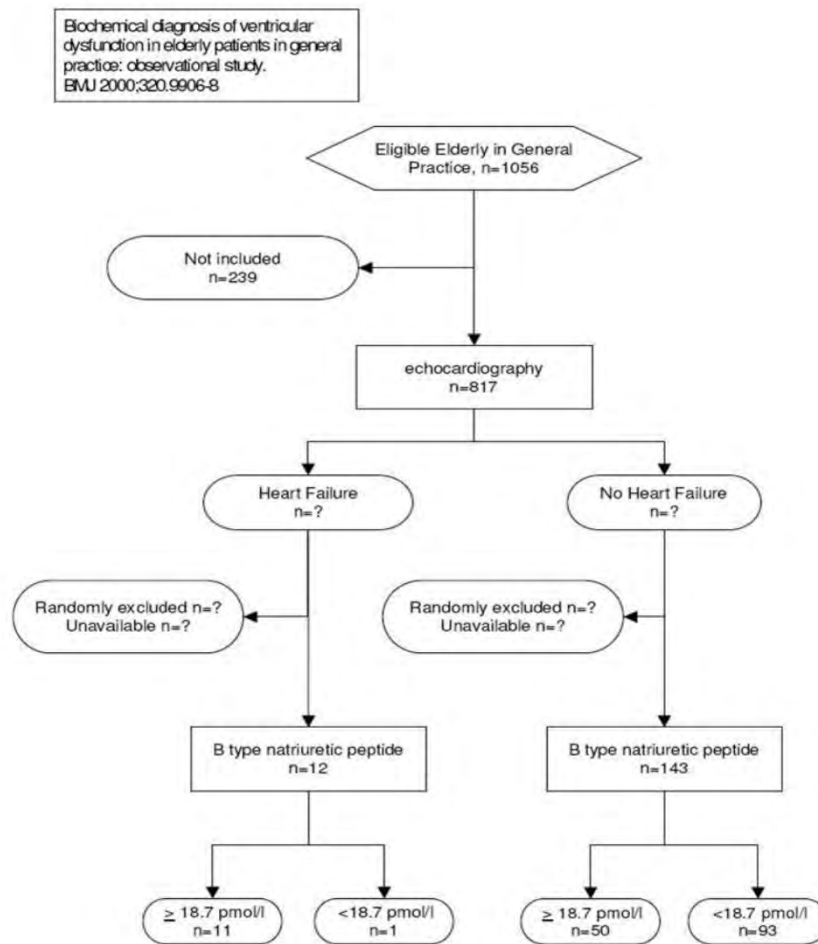 Biochemical diagnosis of ventricular
dysfunction in elderly patients in general
practice: observational study.
BMJ 2000;320.9906-8
Eligible Elderly in General
Practice, n=1056
Not included
n=239
echocardiography
n=817
Heart Failure
n=?
No Heart Failure
n=?
Randomly excluded n=?
Unavailable n=?
Randomly excluded n=?
Unavailable n=?
B type natriuretic peptide
n=12
B type natriuretic peptide
n=143
≥ 18.7 pmol/l
n=11
<18.7 pmol/l
n=1
≥ 18.7 pmol/l
n=50
<18.7 pmol/l
n=93